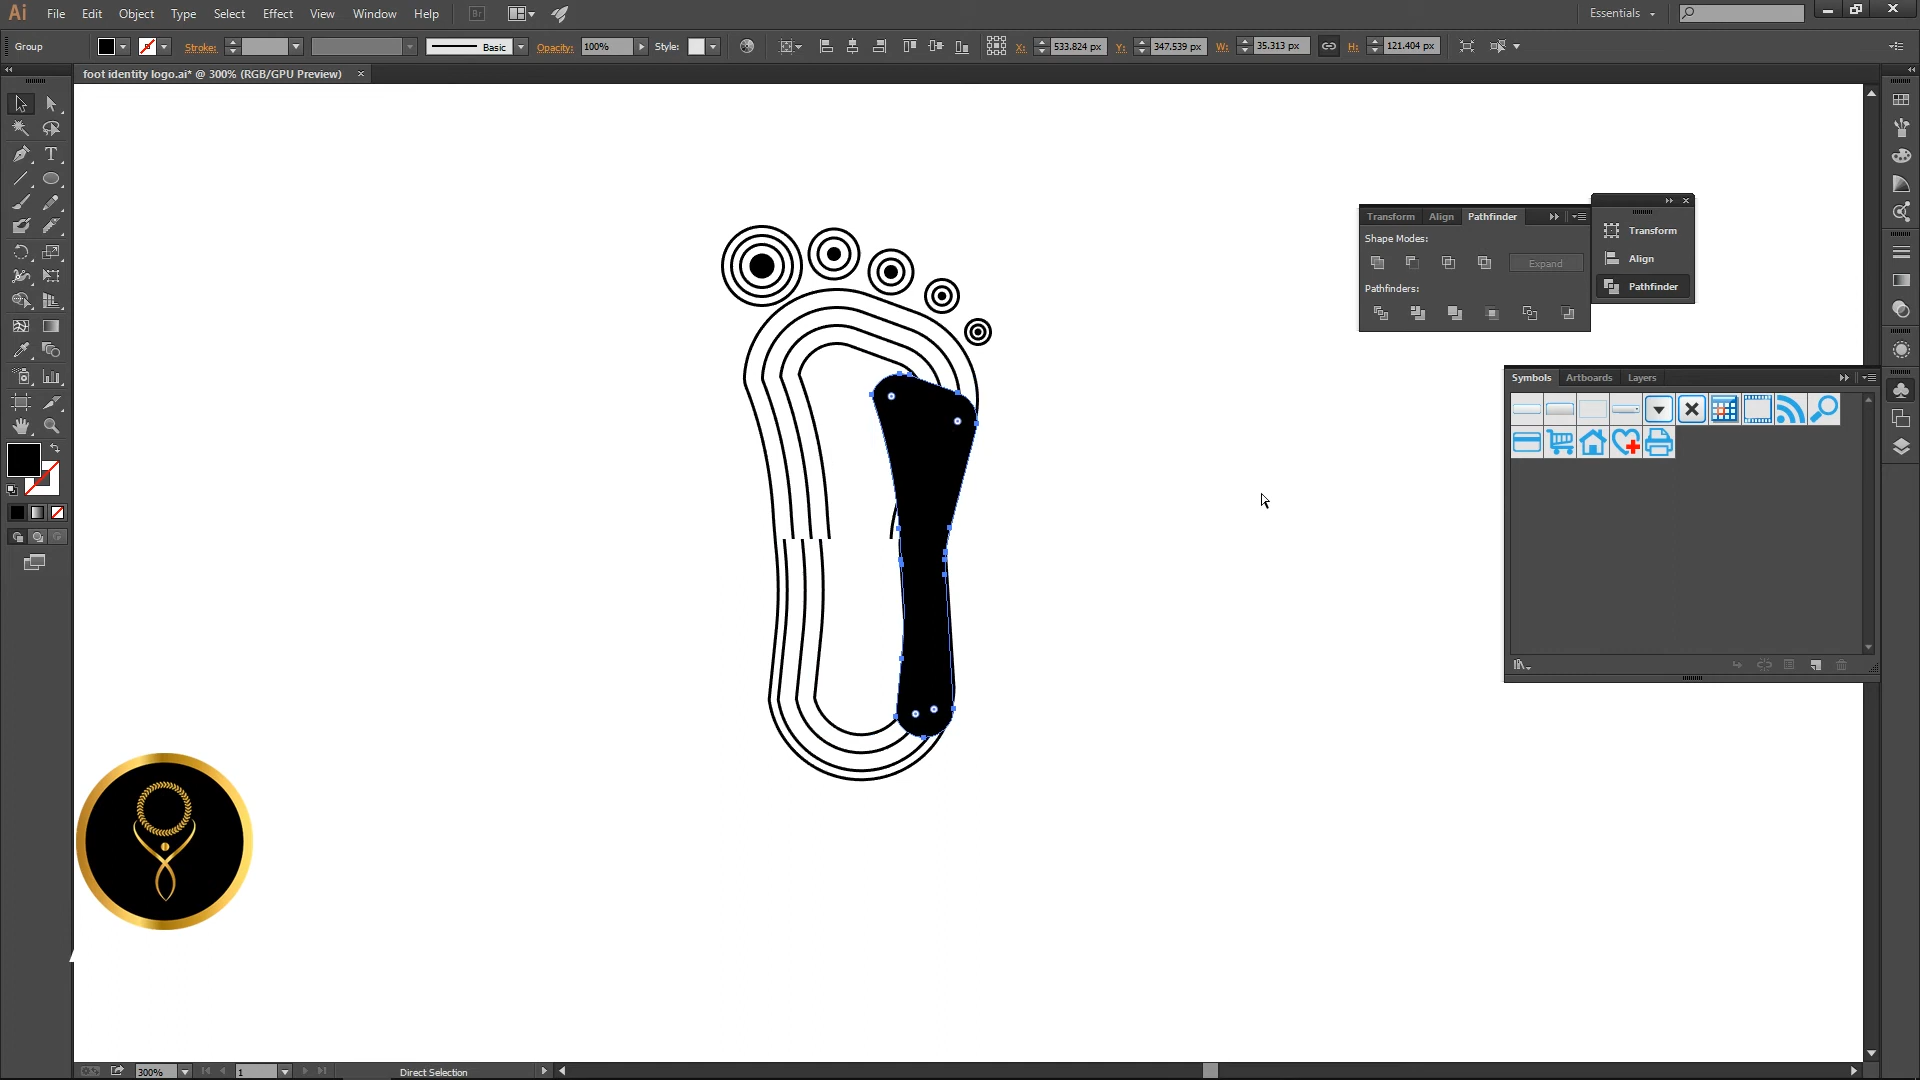 Ai File Edit Object Type Select Effect View Window Help Br Essentials
Group Stroke: Basic Opacity: 100% Style: X: 533.824 px Y: 347.539 px W: 35.313 px H: 121.404 px
foot identity logo.ai* @ 300% (RGB/GPU Preview)
Transform Align Pathfinder
Shape Modes:
Expand
Pathfinders:
Transform
Align
Pathfinder
Symbols Artboards Layers
T
300% 1 Direct Selection